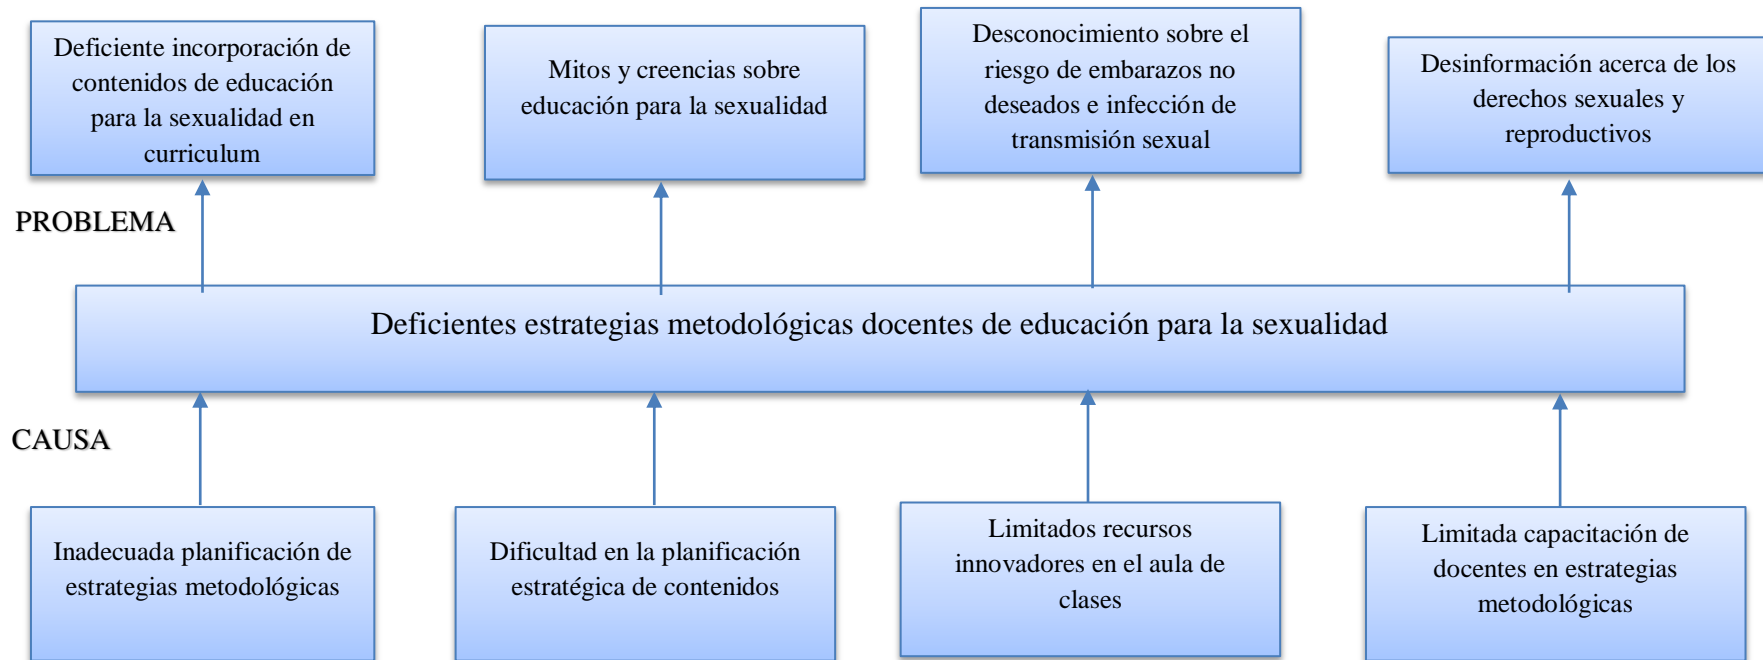 Deficiente incorporación de
contenidos de educación
para la sexualidad en
curriculum
Mitos y creencias sobre
educación para la sexualidad
Desconocimiento sobre el
riesgo de embarazos no
deseados e infección de
transmisión sexual
Desinformación acerca de los
derechos sexuales y
reproductivos
PROBLEMA
Deficientes estrategias metodológicas docentes de educación para la sexualidad
CAUSA
Inadecuada planificación de
estrategias metodológicas
Dificultad en la planificación
estratégica de contenidos
Limitados recursos
innovadores en el aula de
clases
Limitada capacitación de
docentes en estrategias
metodológicas